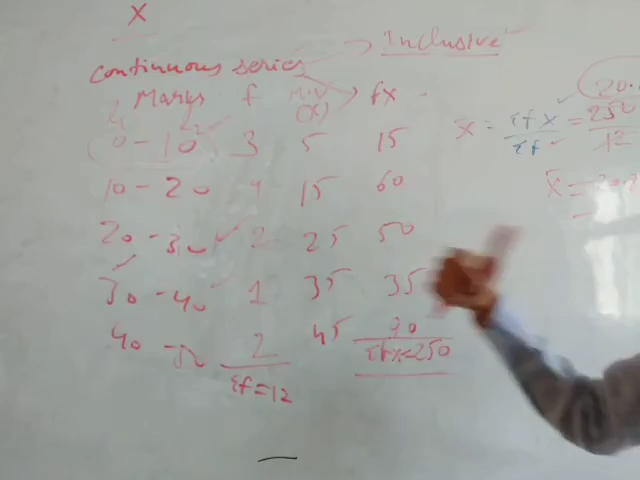 X
Continuous series
Inclusive
Marks f (X) fx
0 - 10 3 5 15
10 - 20 4 15 60
20 - 30 2 25 50
30 - 40 1 35 35
40 - 50 2 45 90
Σf = 12 Σfx = 250
x̄ = Σfx / Σf = 250 / 12
x̄ =